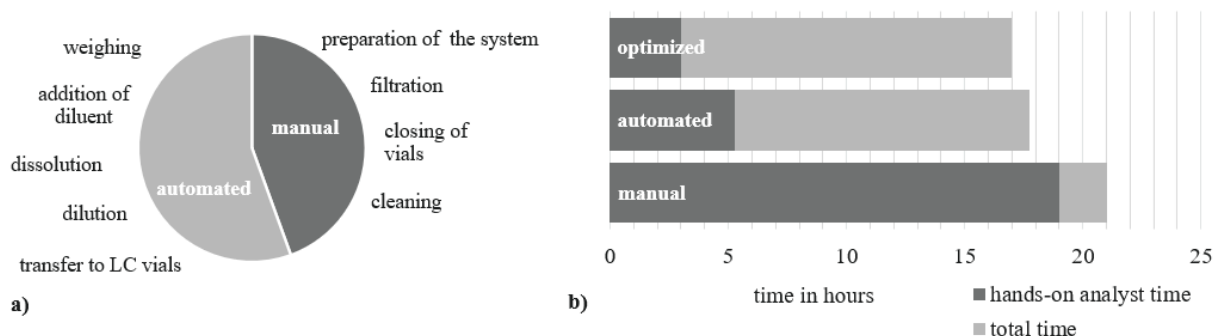 weighing
addition of
diluent
dissolution
dilution
transfer to LC vials
automated
manual
preparation of the system
filtration
closing of
vials
cleaning
a)
optimized
automated
manual
0 5 10 15 20 25
time in hours
hands-on analyst time
total time
b)